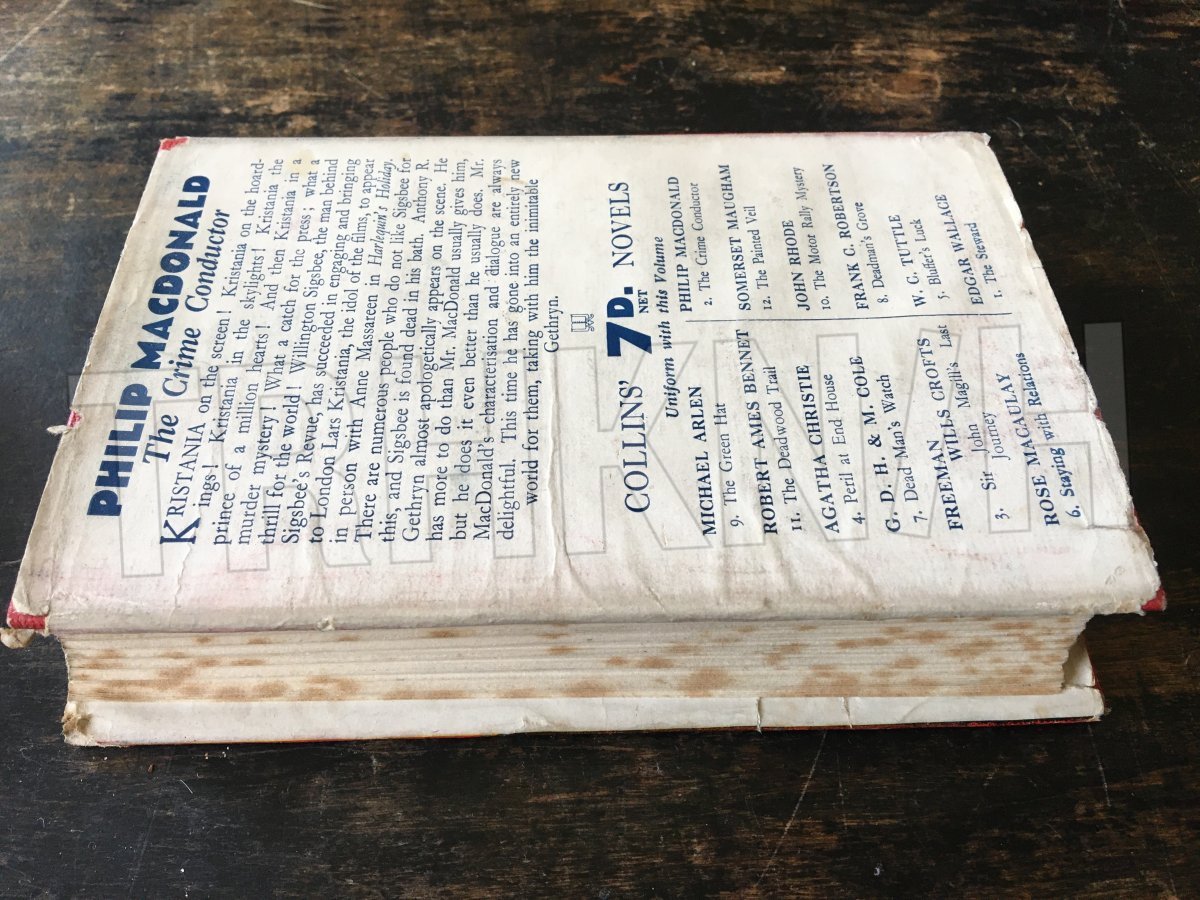 PHILIP MACDONALD
The Crime Conductor
KRISTANIA on the screen! Kristania on the board-
ings! Kristania in the skylights! Kristania the
prince of a million hearts! And then Kristania in a
murder mystery! What a catch for the press; what a
thrill for the world! Willington Sigsbee, the man behind
Sigsbee's Revue, has succeeded in engaging and bringing
to London Lars Kristania, the idol of the films, to appear
in person with Anne Massareen in Harlequin's Holiday.
There are numerous people who do not like Sigsbee for
this, and Sigsbee is found dead in his bath. Anthony R.
Gethryn almost apologetically appears on the scene. He
has more to do than Mr. MacDonald usually gives him,
but he does it even better than he usually does. Mr.
MacDonald's characterisation and dialogue are always
delightful. This time he has gone into an entirely new
world for them, taking with him the inimitable
Gethryn.
COLLINS' 7D. NOVELS
NET
Uniform with this Volume
MICHAEL ARLEN
9. The Green Hat
ROBERT AMES BENNET
11. The Deadwood Trail
AGATHA CHRISTIE
4. Peril at End House
G. D. H. & M. COLE
7. Dead Man's Watch
FREEMAN WILLS CROFTS
3. Sir John Magill's Last
Journey
ROSE MACAULAY
6. Staying with Relations
PHILIP MACDONALD
2. The Crime Conductor
SOMERSET MAUGHAM
12. The Painted Veil
JOHN RHODE
10. The Motor Rally Mystery
FRANK C. ROBERTSON
8. Deadman's Grove
W. C. TUTTLE
5. Bluffer's Luck
EDGAR WALLACE
1. The Steward